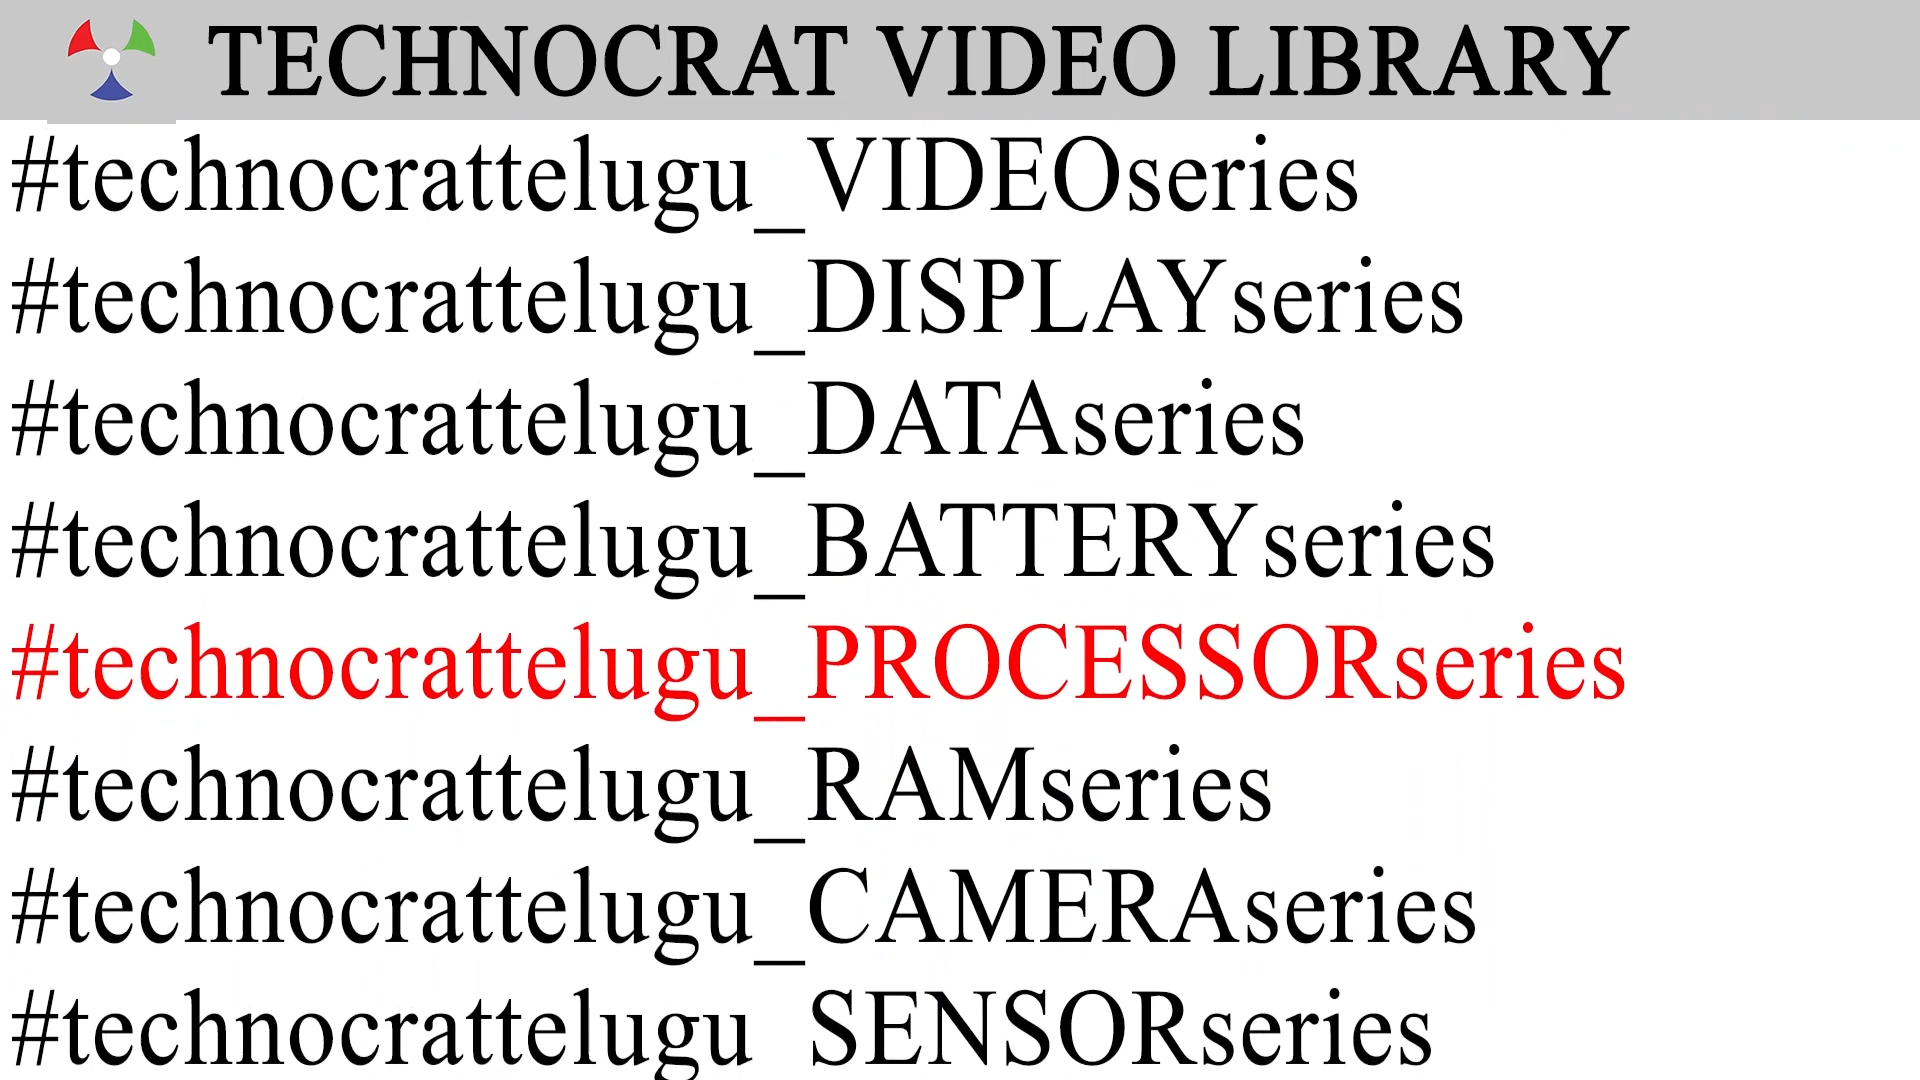 TECHNOCRAT VIDEO LIBRARY
#technocrattelugu_VIDEOseries
#technocrattelugu_DISPLAYseries
#technocrattelugu_DATAseries
#technocrattelugu_BATTERYseries
#technocrattelugu_PROCESSORseries
#technocrattelugu_RAMseries
#technocrattelugu_CAMERAseries
#technocrattelugu_SENSORseries